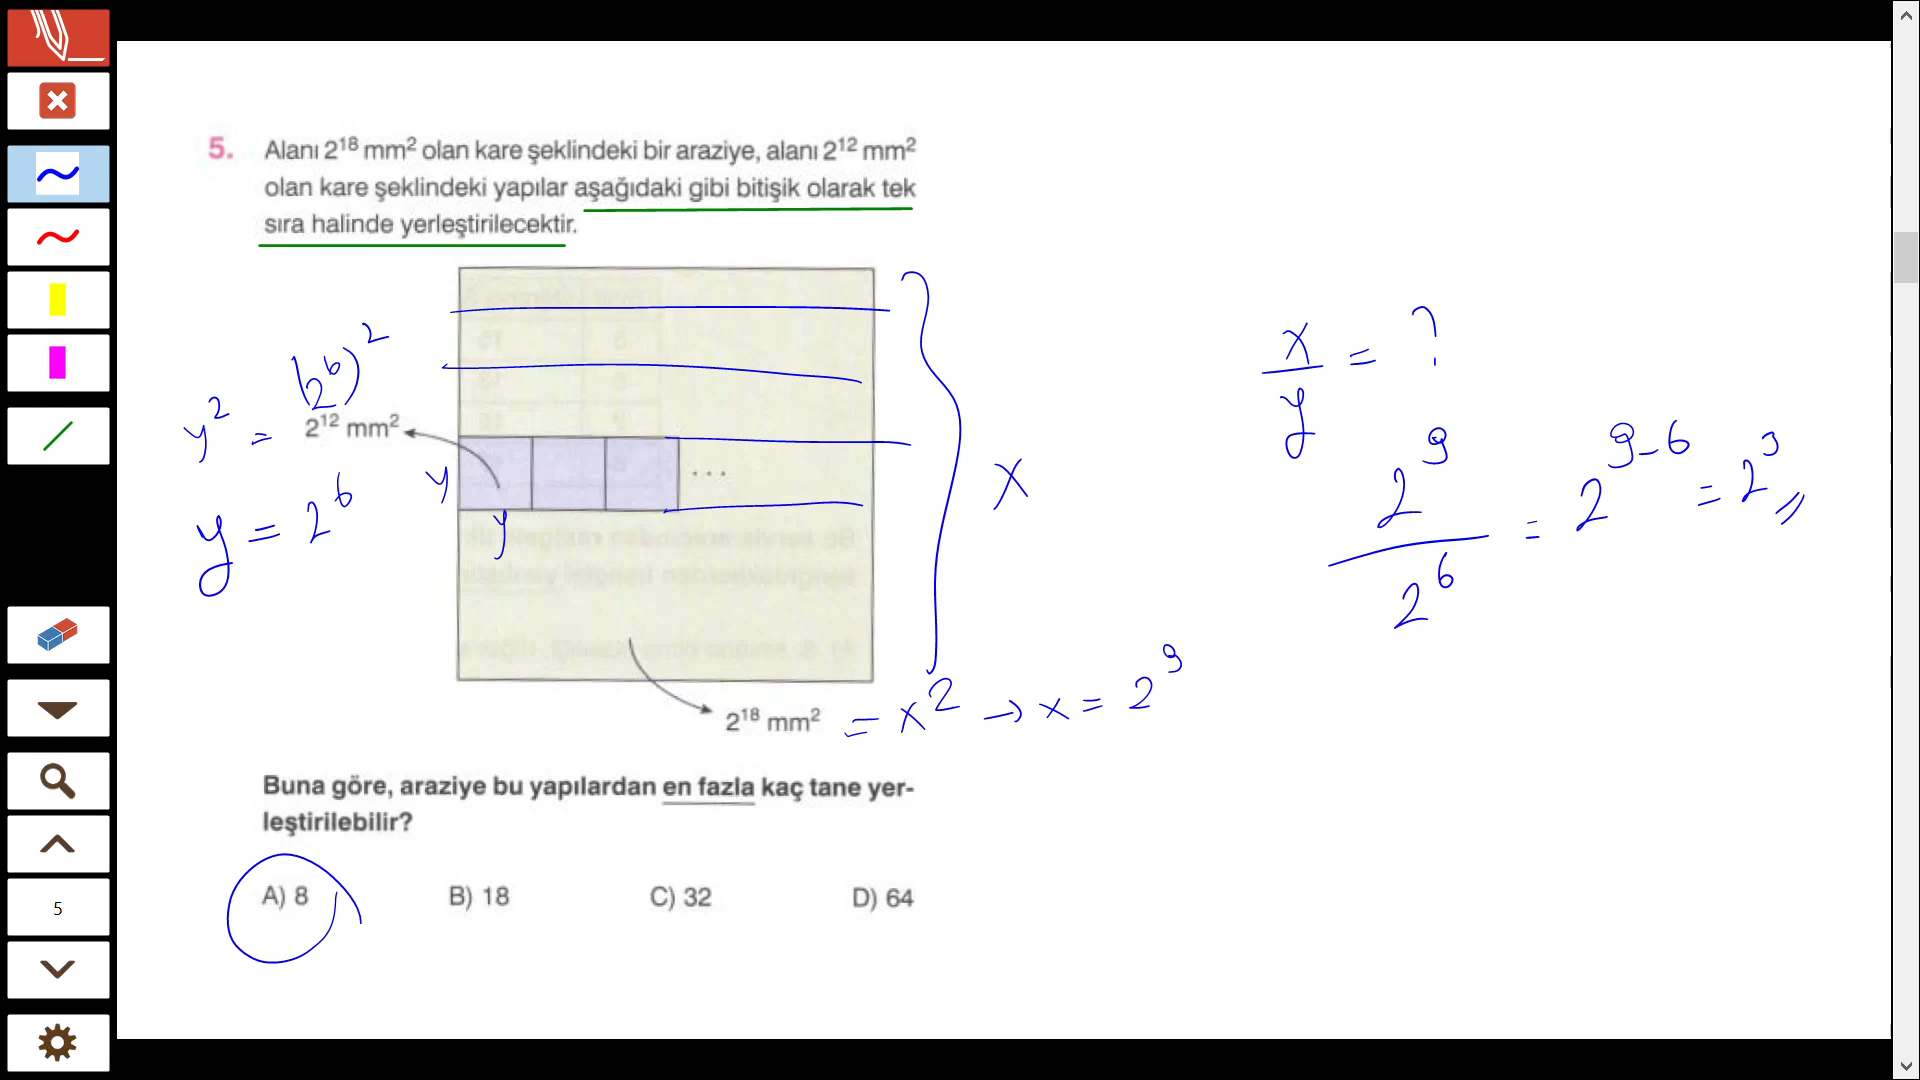 5. Alanı 2¹⁸ mm² olan kare şeklindeki bir araziye, alanı 2¹² mm²
olan kare şeklindeki yapılar aşağıdaki gibi bitişik olarak tek
sıra halinde yerleştirilecektir.
y² = (2⁶)²
2¹² mm²
y = 2⁶
y
y
...
x
2¹⁸ mm² = x² → x = 2⁹
x/y = ?
2⁹/2⁶ = 2⁹⁻⁶ = 2³
Buna göre, araziye bu yapılardan en fazla kaç tane yer-
leştirilebilir?
A) 8 B) 18 C) 32 D) 64
5